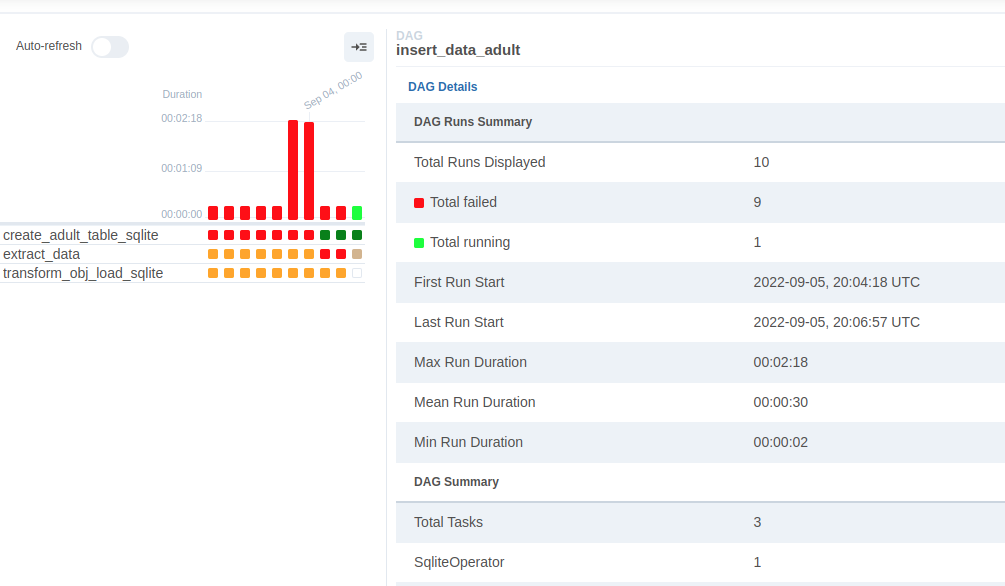 Auto-refresh
Sep 04, 00:00
Duration
00:02:18
00:01:09
00:00:00
create_adult_table_sqlite
extract_data
transform_obj_load_sqlite
DAG
insert_data_adult
DAG Details
DAG Runs Summary
Total Runs Displayed 10
Total failed 9
Total running 1
First Run Start 2022-09-05, 20:04:18 UTC
Last Run Start 2022-09-05, 20:06:57 UTC
Max Run Duration 00:02:18
Mean Run Duration 00:00:30
Min Run Duration 00:00:02
DAG Summary
Total Tasks 3
SqliteOperator 1